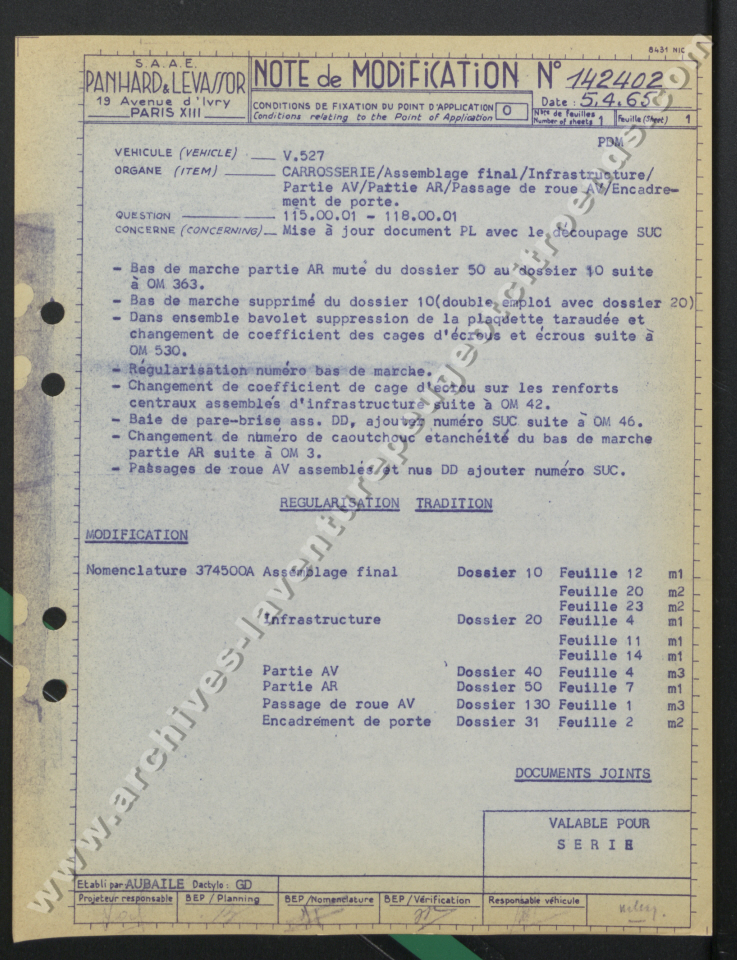 8431 NIC
S.A.A.E.
PANHARD & LEVASSOR
19 Avenue d'Ivry
PARIS XIII
NOTE de MODiFiCATiON N° 142402
CONDITIONS DE FIXATION DU POINT D'APPLICATION 0
Conditions relating to the Point of Application
Date : 5.4.65
Nbre de Feuilles
Number of sheets 1
Feuille (Sheet) 1
PDM
VÉHICULE (VEHICLE) V.527
ORGANE (ITEM) CARROSSERIE/Assemblage final/Infrastructure/
Partie AV/Partie AR/Passage de roue AV/Encadre-
ment de porte.
QUESTION 115.00.01 - 118.00.01
CONCERNE (CONCERNING) Mise à jour document PL avec le découpage SUC
- Bas de marche partie AR muté du dossier 50 au dossier 10 suite
à OM 363.
- Bas de marche supprimé du dossier 10(double emploi avec dossier 20)
- Dans ensemble bavolet suppression de la plaquette taraudée et
changement de coefficient des cages d'écrous et écrous suite à
OM 530.
- Régularisation numéro bas de marche.
- Changement de coefficient de cage d'écrou sur les renforts
centraux assemblés d'infrastructure suite à OM 42.
- Baie de pare-brise ass. DD, ajouter numéro SUC suite à OM 46.
- Changement de numéro de caoutchouc etanchéité du bas de marche
partie AR suite à OM 3.
- Passages de roue AV assemblés et nus DD ajouter numéro SUC.
REGULARISATION TRADITION
MODIFICATION
Nomenclature 374500A Assemblage final Dossier 10 Feuille 12 m1
Feuille 20 m2
Feuille 23 m2
Infrastructure Dossier 20 Feuille 4 m1
Feuille 11 m1
Feuille 14 m1
Partie AV Dossier 40 Feuille 4 m3
Partie AR Dossier 50 Feuille 7 m1
Passage de roue AV Dossier 130 Feuille 1 m3
Encadrement de porte Dossier 31 Feuille 2 m2
DOCUMENTS JOINTS
VALABLE POUR
SERIE
Etabli par: AUBAILE Dactylo: GD
Projeteur responsable BEP / Planning BEP / Nomenclature BEP / Vérification Responsable véhicule
www.archives-laventurepeugeotcitroends.com